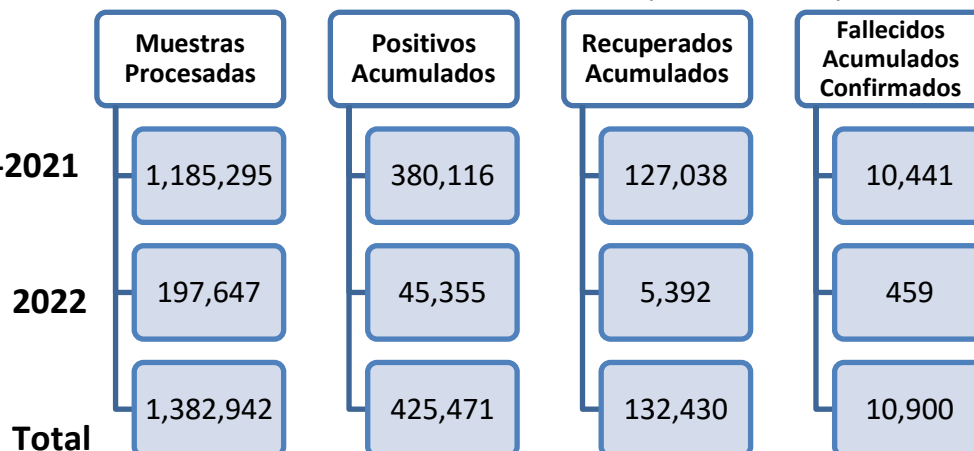 Muestras
Procesadas
Positivos
Acumulados
Recuperados
Acumulados
Fallecidos
Acumulados
Confirmados
-2021
1,185,295
380,116
127,038
10,441
2022
197,647
45,355
5,392
459
Total
1,382,942
425,471
132,430
10,900